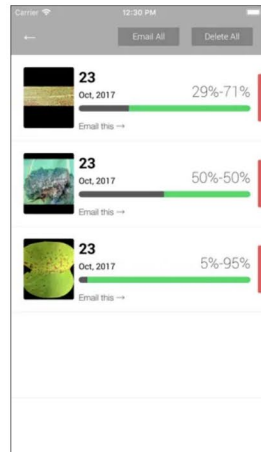 Carrier 12:30 PM
← Email All Delete All
23
Oct, 2017 29%-71%
Email this →
23
Oct, 2017 50%-50%
Email this →
23
Oct, 2017 5%-95%
Email this →